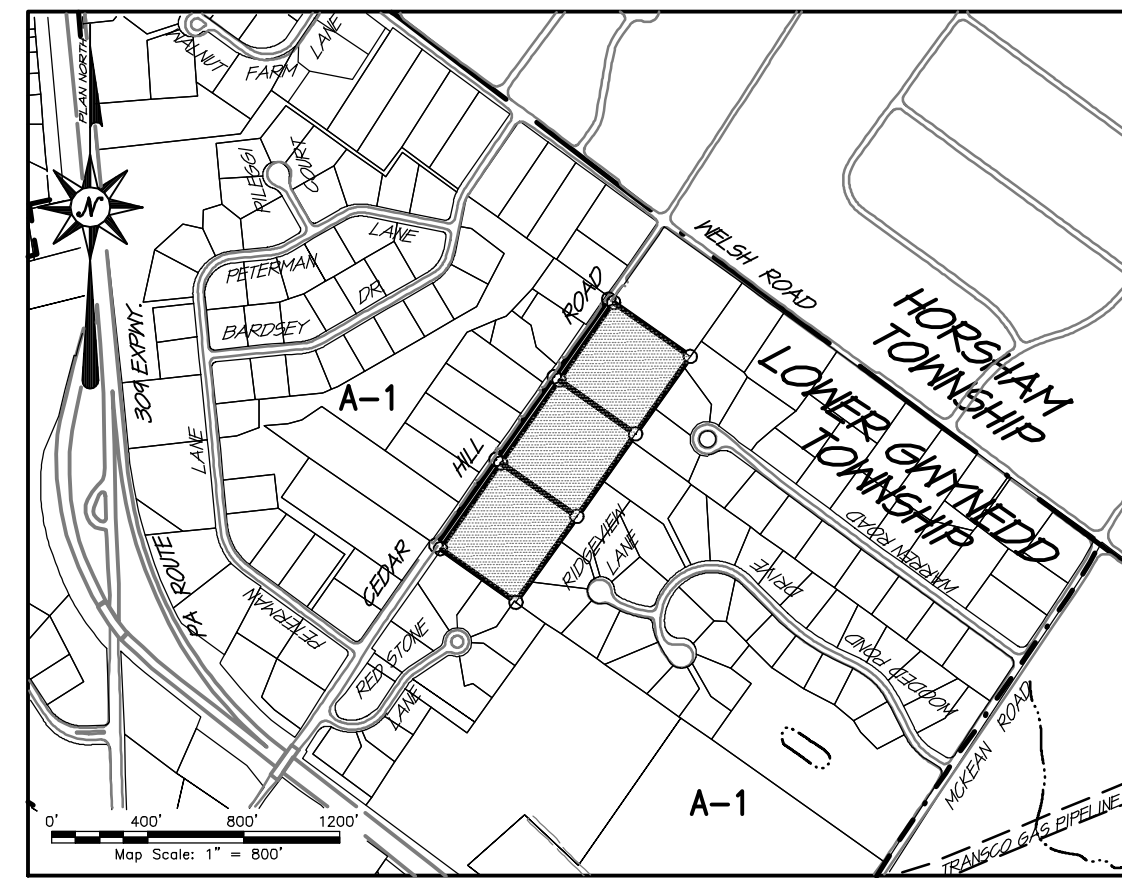 PLAN NORTH
N
WALNUT
FARM
LANE
PILEGGI
COURT
LANE
PETERMAN
BARDSEY
DR
309 EXPWY.
LANE
A-1
ROAD
HILL
CEDAR
WELSH ROAD
HORSHAM
TOWNSHIP
LOWER GWYNEDD
TOWNSHIP
WARREN ROAD
RIDGEVIEW
LANE
DRIVE
WOODED POND
PA ROUTE
PETERMAN
RED STONE
LANE
MCKEAN ROAD
A-1
TRANSCO GAS PIPELINE
0' 400' 800' 1200'
Map Scale: 1" = 800'